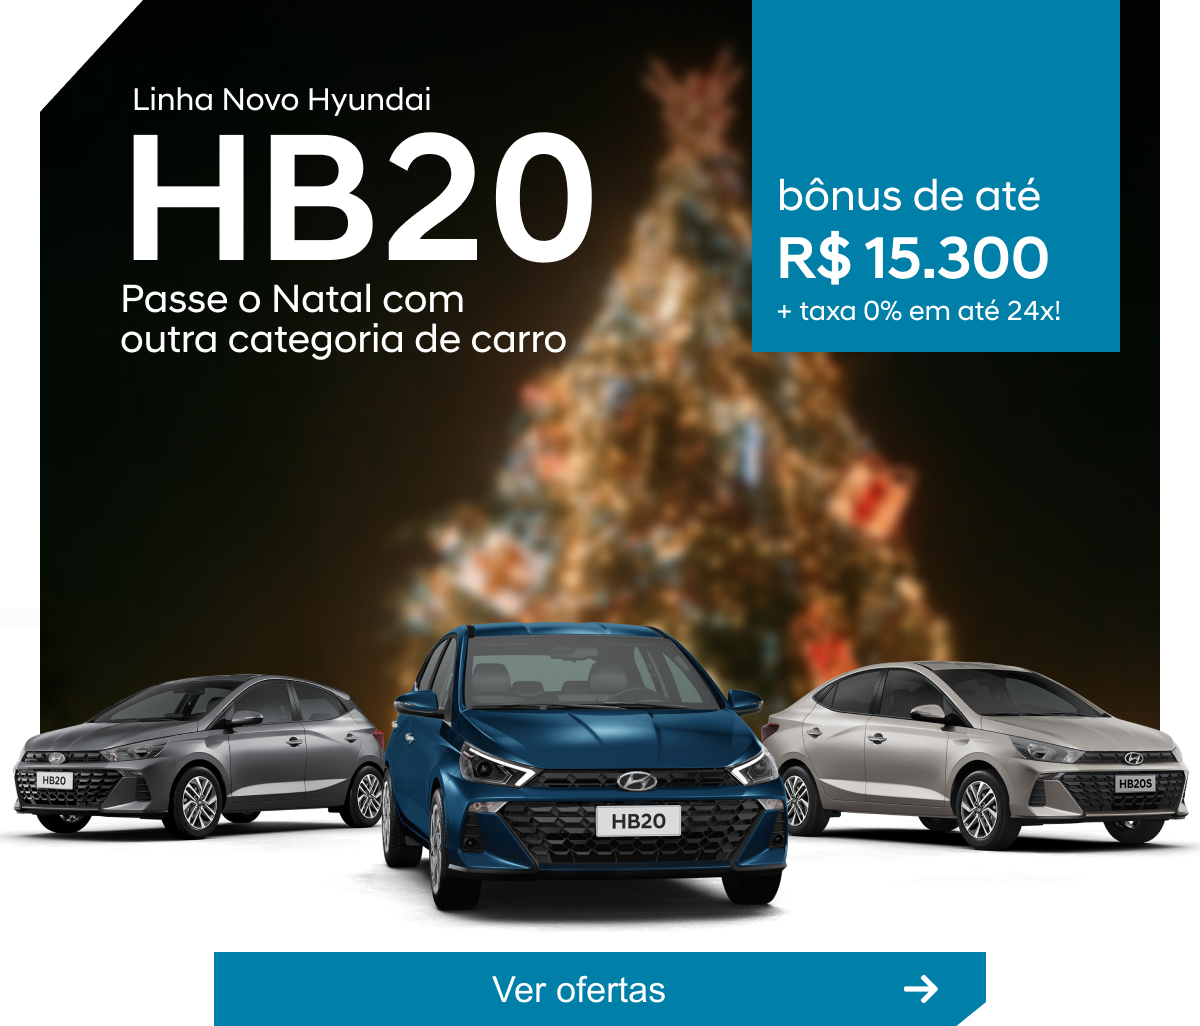 Linha Novo Hyundai
HB20
Passe o Natal com
outra categoria de carro
bônus de até
R$ 15.300
+ taxa 0% em até 24x!
HB20
HB20
HB20S
Ver ofertas